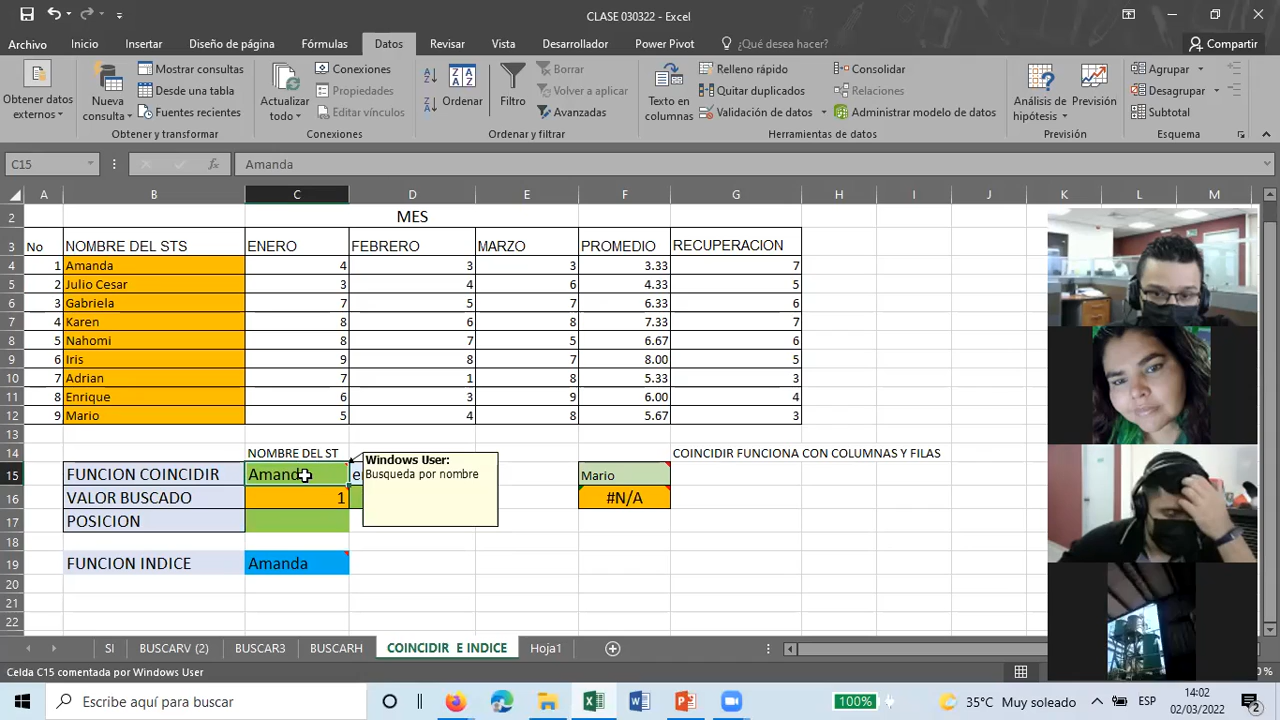 CLASE 030322 - Excel
Archivo Inicio Insertar Diseño de página Fórmulas Datos Revisar Vista Desarrollador Power Pivot ¿Qué desea hacer? Compartir
Obtener datos externos
Nueva consulta
Mostrar consultas
Desde una tabla
Fuentes recientes
Obtener y transformar
Actualizar todo
Conexiones
Propiedades
Editar vínculos
Conexiones
Ordenar
Filtro
Borrar
Volver a aplicar
Avanzadas
Ordenar y filtrar
Texto en columnas
Relleno rápido
Quitar duplicados
Validación de datos
Consolidar
Relaciones
Administrar modelo de datos
Herramientas de datos
Análisis de hipótesis
Previsión
Previsión
Agrupar
Desagrupar
Subtotal
Esquema
C15 fx Amanda
A B C D E F G H I J K L M
2 MES
3 No NOMBRE DEL STS ENERO FEBRERO MARZO PROMEDIO RECUPERACION
4 1 Amanda 4 3 3 3.33 7
5 2 Julio Cesar 3 4 6 4.33 5
6 3 Gabriela 7 5 7 6.33 6
7 4 Karen 8 6 8 7.33 7
8 5 Nahomi 8 7 5 6.67 6
9 6 Iris 9 8 7 8.00 5
10 7 Adrian 7 1 8 5.33 3
11 8 Enrique 6 3 9 6.00 4
12 9 Mario 5 4 8 5.67 3
13
14 NOMBRE DEL ST COINCIDIR FUNCIONA CON COLUMNAS Y FILAS
15 FUNCION COINCIDIR Amanda Mario
Windows User:
Busqueda por nombre
16 VALOR BUSCADO 1 #N/A
17 POSICION
18
19 FUNCION INDICE Amanda
20
21
22
SI BUSCARV (2) BUSCAR3 BUSCARH COINCIDIR E INDICE Hoja1
Celda C15 comentada por Windows User
Escribe aquí para buscar
100% 35°C Muy soleado ESP 14:02
02/03/2022 2